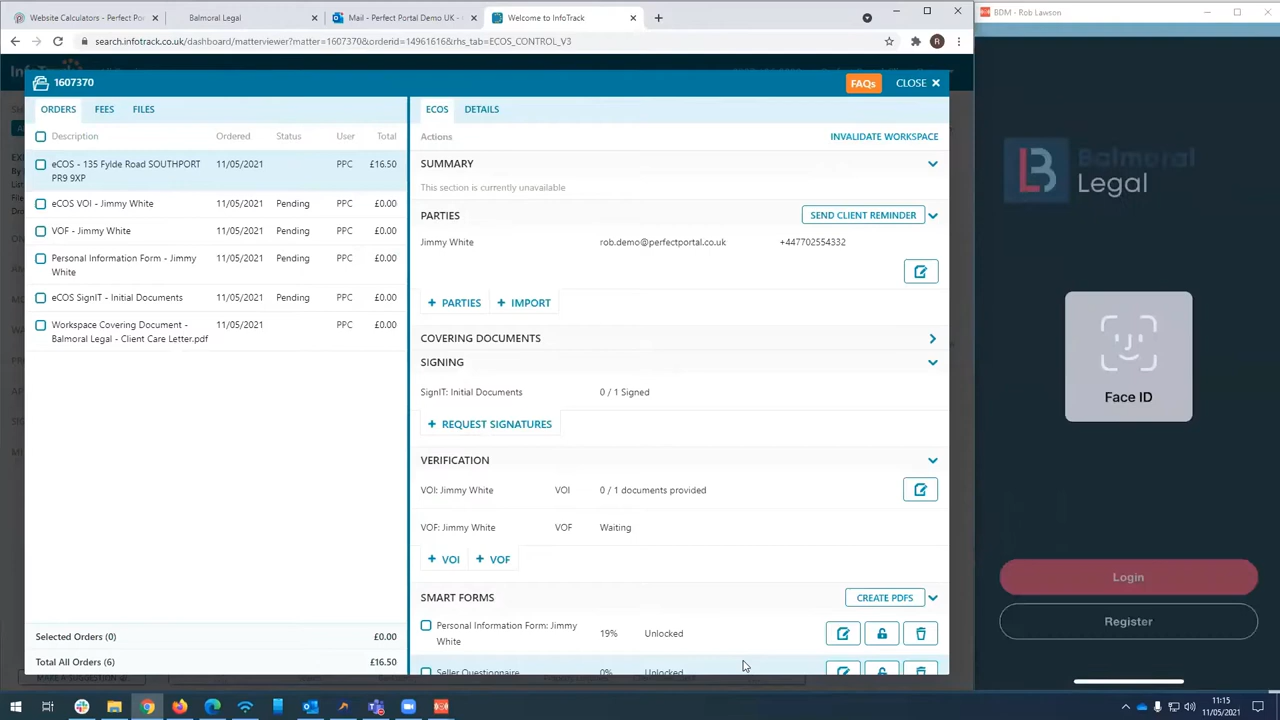 Website Calculators - Perfect Po
Balmoral Legal
Mail - Perfect Portal Demo U
Welcome to InfoTrack
BDM - Rob Lawson
search.infotrack.co.uk/dashboard/matterviewer?matter=1607370&orderid=14961616&rhs_tab=ECOS_CONTROL_V3
R
1607370
FAQs
CLOSE
ORDERS
FEES
FILES
Description
Ordered
Status
User
Total
eCOS - 135 Fylde Road SOUTHPORT
PR9 9XP
11/05/2021
PPC
£16.50
eCOS VOI - Jimmy White
11/05/2021
Pending
PPC
£0.00
VOF - Jimmy White
11/05/2021
Pending
PPC
£0.00
Personal Information Form - Jimmy
White
11/05/2021
Pending
PPC
£0.00
eCOS SignIT - Initial Documents
11/05/2021
Pending
PPC
£0.00
Workspace Covering Document -
Balmoral Legal - Client Care Letter.pdf
11/05/2021
PPC
£0.00
Selected Orders (0)
£0.00
Total All Orders (6)
£16.50
ECOS
DETAILS
Actions
INVALIDATE WORKSPACE
SUMMARY
This section is currently unavailable
PARTIES
SEND CLIENT REMINDER
Jimmy White
rob.demo@perfectportal.co.uk
+447702554332
+ PARTIES
+ IMPORT
COVERING DOCUMENTS
SIGNING
SignIT: Initial Documents
0 / 1 Signed
+ REQUEST SIGNATURES
VERIFICATION
VOI: Jimmy White
VOI
0 / 1 documents provided
VOF: Jimmy White
VOF
Waiting
+ VOI
+ VOF
SMART FORMS
CREATE PDFS
Personal Information Form: Jimmy
White
19%
Unlocked
Seller Questionnaire
0%
Unlocked
Balmoral
Legal
Face ID
Login
Register
11:15
11/05/2021